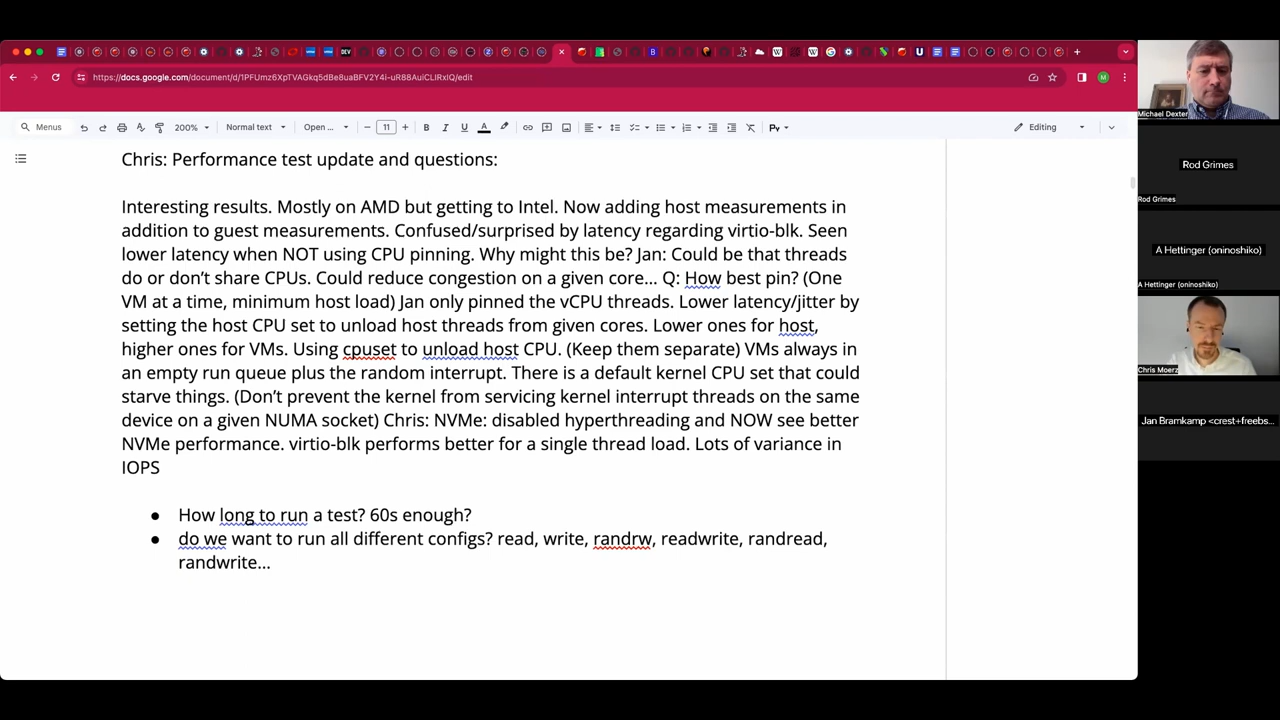 https://docs.google.com/document/d/1PFUmz6XpTVAGkq5dBe8uaBFV2Y4i-uR88AuiCLlRxIQ/edit
Menus
200%
Normal text
Open ...
11
Editing
Chris: Performance test update and questions:
Interesting results. Mostly on AMD but getting to Intel. Now adding host measurements in
addition to guest measurements. Confused/surprised by latency regarding virtio-blk. Seen
lower latency when NOT using CPU pinning. Why might this be? Jan: Could be that threads
do or don’t share CPUs. Could reduce congestion on a given core… Q: How best pin? (One
VM at a time, minimum host load) Jan only pinned the vCPU threads. Lower latency/jitter by
setting the host CPU set to unload host threads from given cores. Lower ones for host,
higher ones for VMs. Using cpuset to unload host CPU. (Keep them separate) VMs always in
an empty run queue plus the random interrupt. There is a default kernel CPU set that could
starve things. (Don’t prevent the kernel from servicing kernel interrupt threads on the same
device on a given NUMA socket) Chris: NVMe: disabled hyperthreading and NOW see better
NVMe performance. virtio-blk performs better for a single thread load. Lots of variance in
IOPS
● How long to run a test? 60s enough?
● do we want to run all different configs? read, write, randrw, readwrite, randread,
randwrite…
Michael Dexter
Rod Grimes
Rod Grimes
A Hettinger (oninoshiko)
A Hettinger (oninoshiko)
Chris Moerz
Jan Bramkamp <crest+freebs...